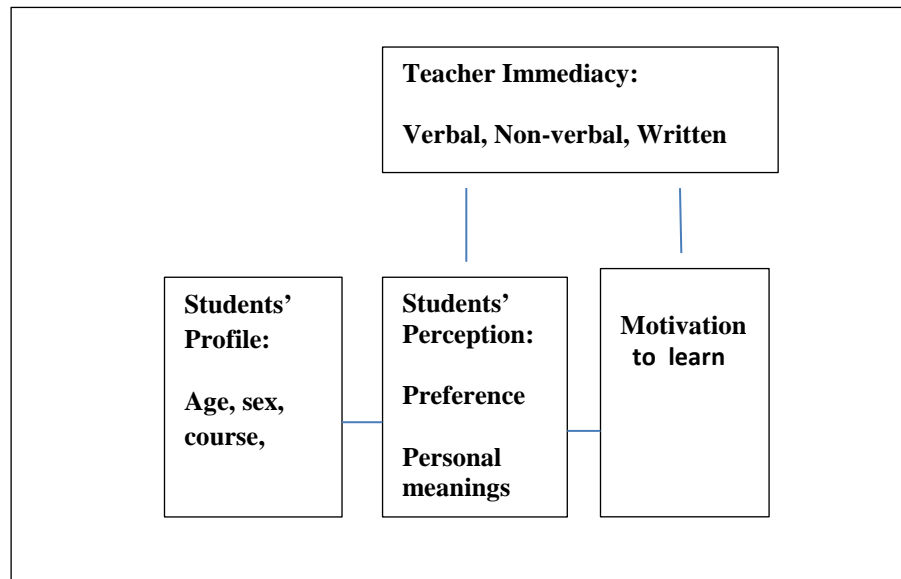 Teacher Immediacy:
Verbal, Non-verbal, Written
Students’
Profile:
Age, sex,
course,
Students’
Perception:
Preference
Personal
meanings
Motivation
to learn